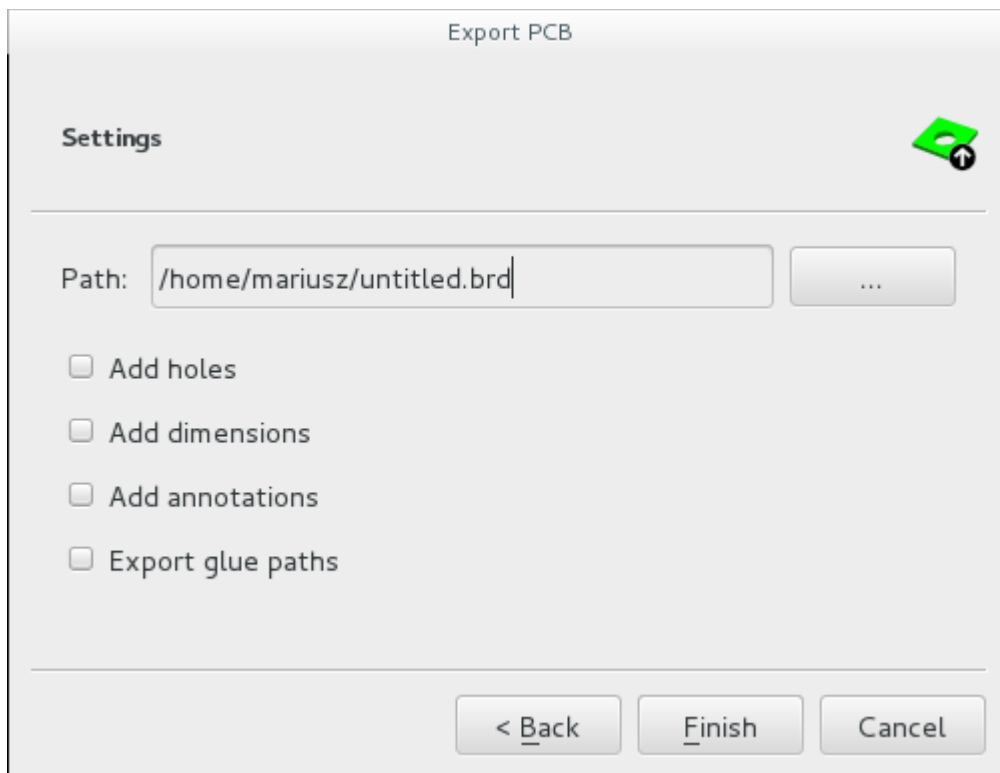 Export PCB
Settings
Path: /home/mariusz/untitled.brd ...
Add holes
Add dimensions
Add annotations
Export glue paths
< Back Finish Cancel